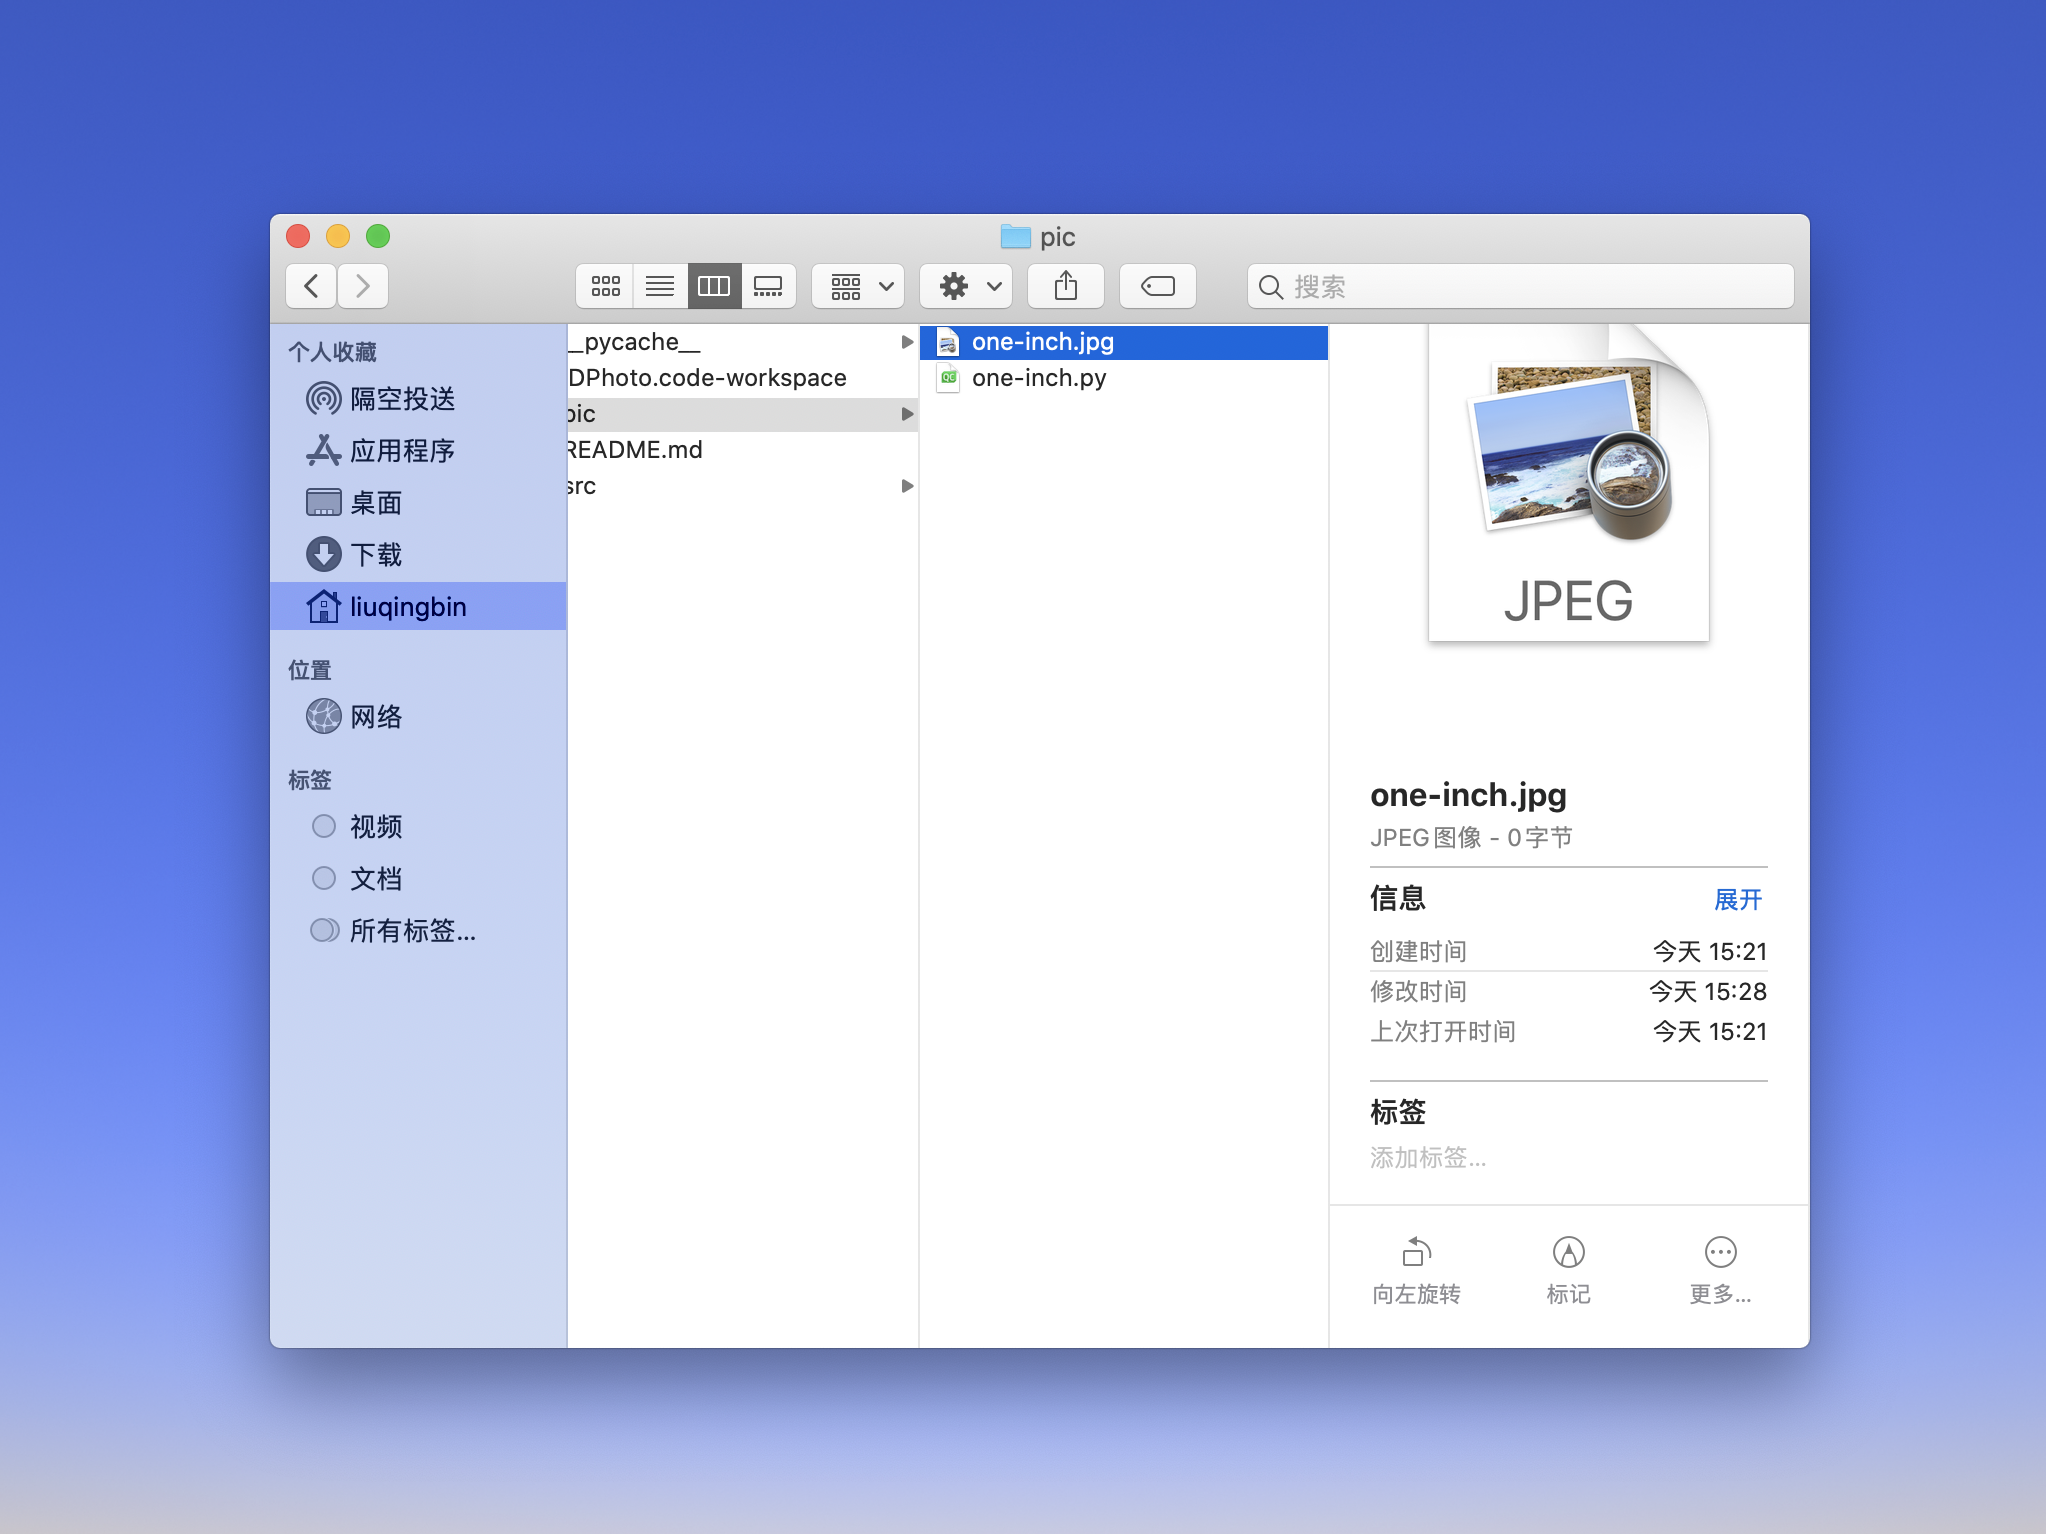 pic
搜索
个人收藏
隔空投送
应用程序
桌面
下载
liuqingbin
位置
网络
标签
视频
文档
所有标签...
__pycache__
DPhoto.code-workspace
pic
README.md
src
one-inch.jpg
one-inch.py
JPEG
one-inch.jpg
JPEG图像 - 0字节
信息 展开
创建时间 今天 15:21
修改时间 今天 15:28
上次打开时间 今天 15:21
标签
添加标签...
向左旋转 标记 更多...